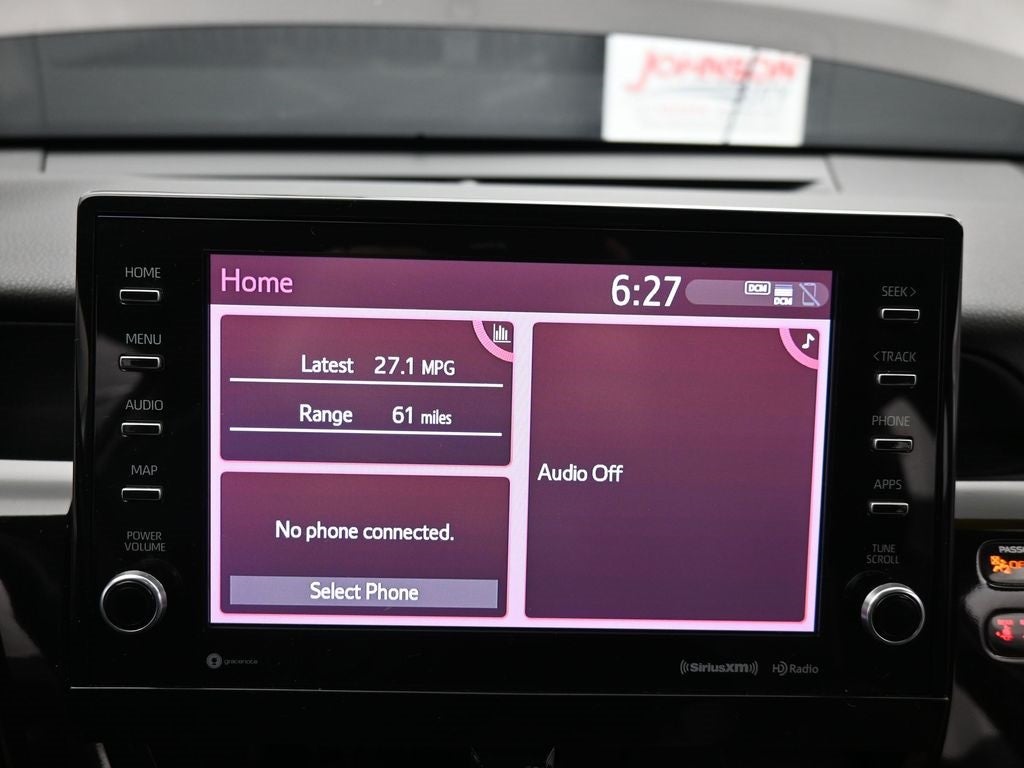 JOHNSON
Home
6:27
DCM
DCM
Latest 27.1 MPG
Range 61 miles
No phone connected.
Select Phone
Audio Off
HOME
MENU
AUDIO
MAP
POWER
VOLUME
SEEK >
< TRACK
PHONE
APPS
TUNE
SCROLL
gracenote
SiriusXM
HD Radio